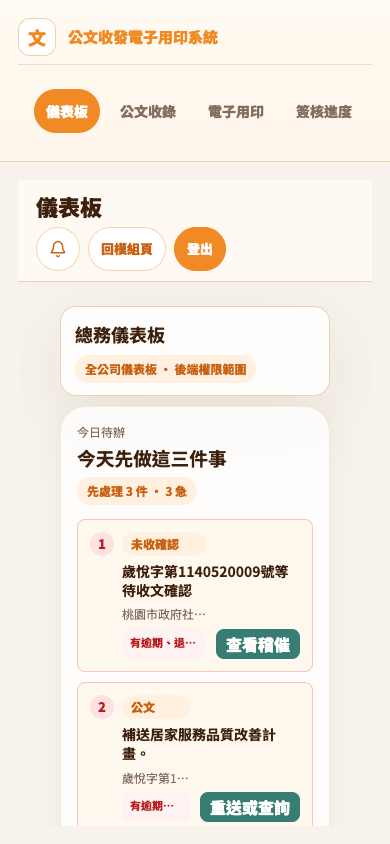 文 公文收發電子用印系統
儀表板 公文收錄 電子用印 簽核進度
儀表板
回模組頁 登出
總務儀表板
全公司儀表板 • 後端權限範圍
今日待辦
今天先做這三件事
先處理 3 件 • 3 急
1 未收確認
歲悅字第1140520009號等
待收文確認
桃園市政府社…
有逾期、退… 查看稽催
2 公文
補送居家服務品質改善計
畫。
歲悅字第1…
有逾期… 重送或查詢